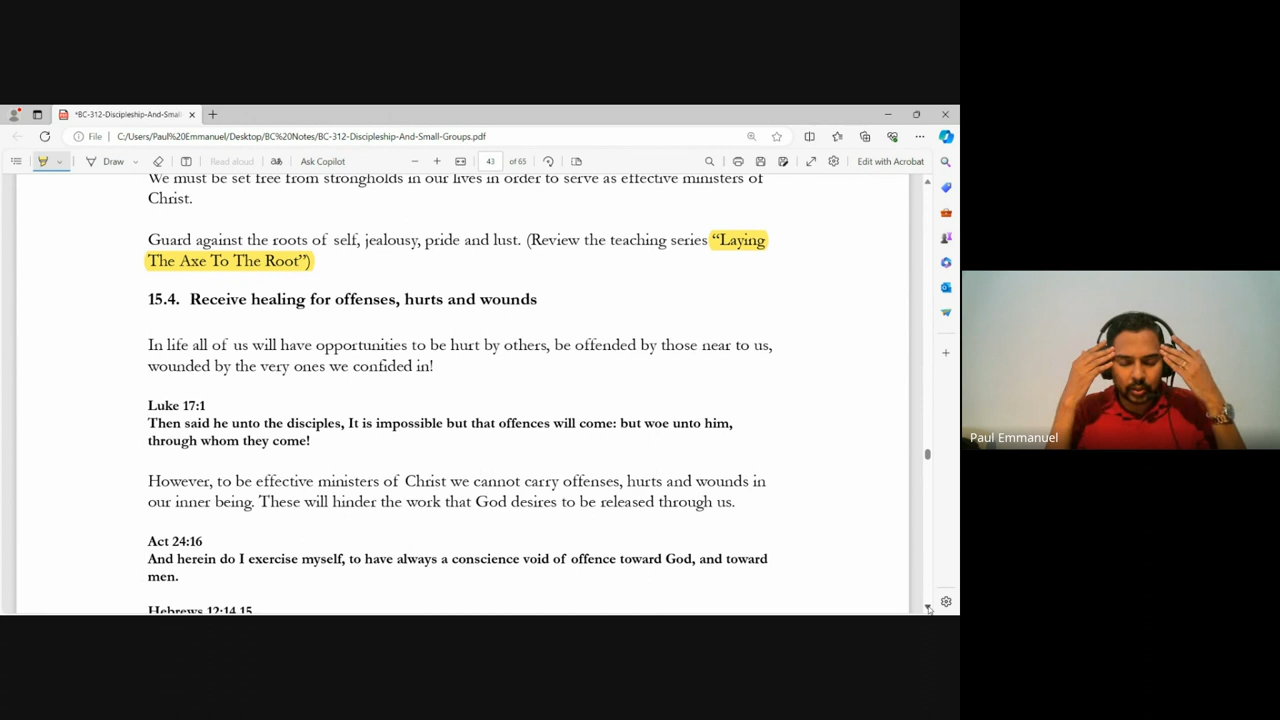 *BC-312-Discipleship-And-Small-
File
C:/Users/Paul%20Emmanuel/Desktop/BC%20Notes/BC-312-Discipleship-And-Small-Groups.pdf
Draw
Read aloud
Ask Copilot
43
of 65
Edit with Acrobat
We must be set free from strongholds in our lives in order to serve as effective ministers of
Christ.
Guard against the roots of self, jealousy, pride and lust. (Review the teaching series “Laying
The Axe To The Root”)
15.4. Receive healing for offenses, hurts and wounds
In life all of us will have opportunities to be hurt by others, be offended by those near to us,
wounded by the very ones we confided in!
Luke 17:1
Then said he unto the disciples, It is impossible but that offences will come: but woe unto him,
through whom they come!
However, to be effective ministers of Christ we cannot carry offenses, hurts and wounds in
our inner being. These will hinder the work that God desires to be released through us.
Act 24:16
And herein do I exercise myself, to have always a conscience void of offence toward God, and toward
men.
Hebrews 12:14,15
Paul Emmanuel